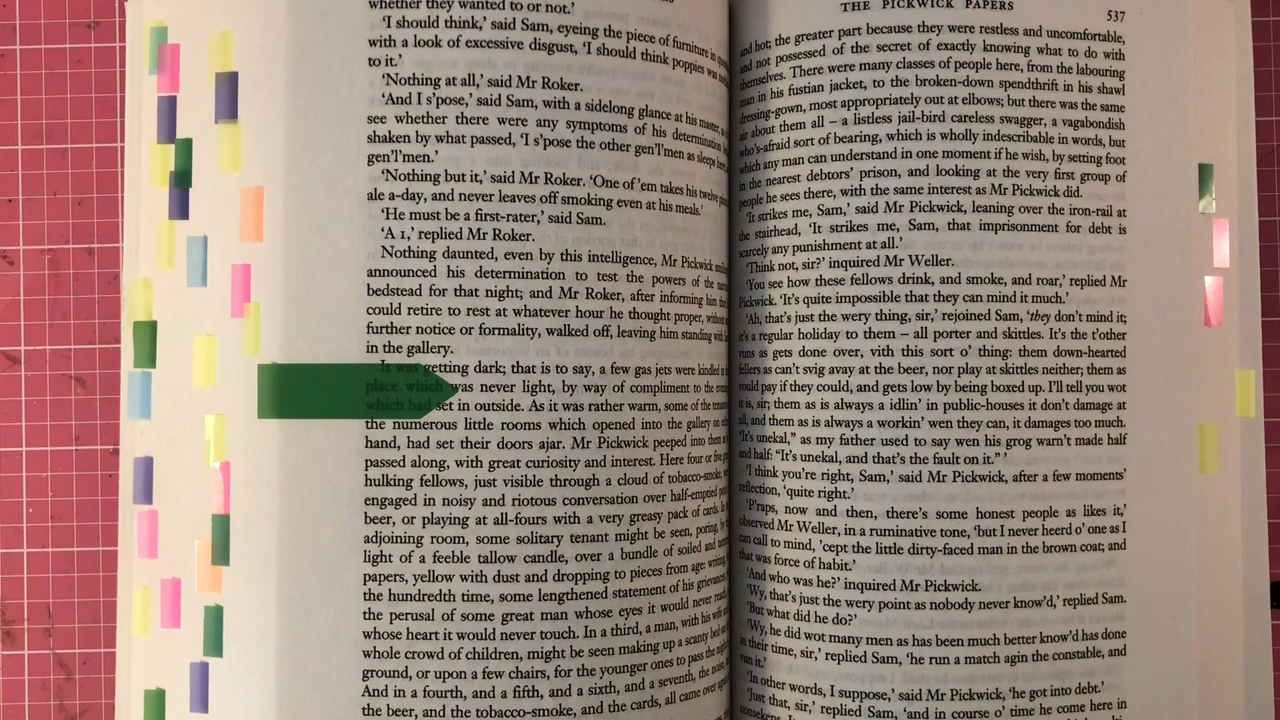 whether they wanted to or not.’
‘I should think,’ said Sam, eyeing the piece of furniture in
with a look of excessive disgust, ‘I should think poppies was
to it.’
‘Nothing at all,’ said Mr Roker.
‘And I s’pose,’ said Sam, with a sidelong glance at his master,
see whether there were any symptoms of his determination
shaken by what passed, ‘I s’pose the other gen’l’men as sleeps
gen’l’men.’
‘Nothing but it,’ said Mr Roker. ‘One of ’em takes his twelve
ale a-day, and never leaves off smoking even at his meals.’
‘He must be a first-rater,’ said Sam.
‘A 1,’ replied Mr Roker.
Nothing daunted, even by this intelligence, Mr Pickwick
announced his determination to test the powers of the
bedstead for that night; and Mr Roker, after informing him
could retire to rest at whatever hour he thought proper, without
further notice or formality, walked off, leaving him standing
in the gallery.
It was getting dark; that is to say, a few gas jets were kindled in
place which was never light, by way of compliment to the
which had set in outside. As it was rather warm, some of the
the numerous little rooms which opened into the gallery on
hand, had set their doors ajar. Mr Pickwick peeped into them
passed along, with great curiosity and interest. Here four or five
hulking fellows, just visible through a cloud of tobacco-smoke,
engaged in noisy and riotous conversation over half-emptied
beer, or playing at all-fours with a very greasy pack of cards. In
adjoining room, some solitary tenant might be seen, poring, by
light of a feeble tallow candle, over a bundle of soiled and
papers, yellow with dust and dropping to pieces from age: writing,
the hundredth time, some lengthened statement of his grievances,
the perusal of some great man whose eyes it would never reach,
whose heart it would never touch. In a third, a man, with his wife and
whole crowd of children, might be seen making up a scanty bed on
ground, or upon a few chairs, for the younger ones to pass the night
And in a fourth, and a fifth, and a sixth, and a seventh, the noise,
the beer, and the tobacco-smoke, and the cards, all came over
THE PICKWICK PAPERS 537
and hot; the greater part because they were restless and uncomfortable,
and not possessed of the secret of exactly knowing what to do with
themselves. There were many classes of people here, from the labouring
man in his fustian jacket, to the broken-down spendthrift in his shawl
dressing-gown, most appropriately out at elbows; but there was the same
air about them all – a listless jail-bird careless swagger, a vagabondish
who’s-afraid sort of bearing, which is wholly indescribable in words, but
which any man can understand in one moment if he wish, by setting foot
in the nearest debtors’ prison, and looking at the very first group of
people he sees there, with the same interest as Mr Pickwick did.
‘It strikes me, Sam,’ said Mr Pickwick, leaning over the iron-rail at
the stairhead, ‘It strikes me, Sam, that imprisonment for debt is
scarcely any punishment at all.’
‘Think not, sir?’ inquired Mr Weller.
‘You see how these fellows drink, and smoke, and roar,’ replied Mr
Pickwick. ‘It’s quite impossible that they can mind it much.’
‘Ah, that’s just the wery thing, sir,’ rejoined Sam, ‘they don’t mind it;
it’s a regular holiday to them – all porter and skittles. It’s the t’other
vuns as gets done over, vith this sort o’ thing: them down-hearted
fellers as can’t svig avay at the beer, nor play at skittles neither; them as
vould pay if they could, and gets low by being boxed up. I’ll tell you wot
it is, sir; them as is always a idlin’ in public-houses it don’t damage at
all, and them as is always a workin’ wen they can, it damages too much.
“It’s unekal,” as my father used to say wen his grog warn’t made half
and half: “It’s unekal, and that’s the fault on it.” ’
‘I think you’re right, Sam,’ said Mr Pickwick, after a few moments’
reflection, ‘quite right.’
‘P’raps, now and then, there’s some honest people as likes it,’
observed Mr Weller, in a ruminative tone, ‘but I never heerd o’ one as I
can call to mind, ’cept the little dirty-faced man in the brown coat; and
that was force of habit.’
‘And who was he?’ inquired Mr Pickwick.
‘Wy, that’s just the wery point as nobody never know’d,’ replied Sam.
‘But what did he do?’
‘Wy, he did wot many men as has been much better know’d has done
in their time, sir,’ replied Sam, ‘he run a match agin the constable, and
vun it.’
‘In other words, I suppose,’ said Mr Pickwick, ‘he got into debt.’
‘Just that, sir,’ replied Sam, ‘and in course o’ time he come here in